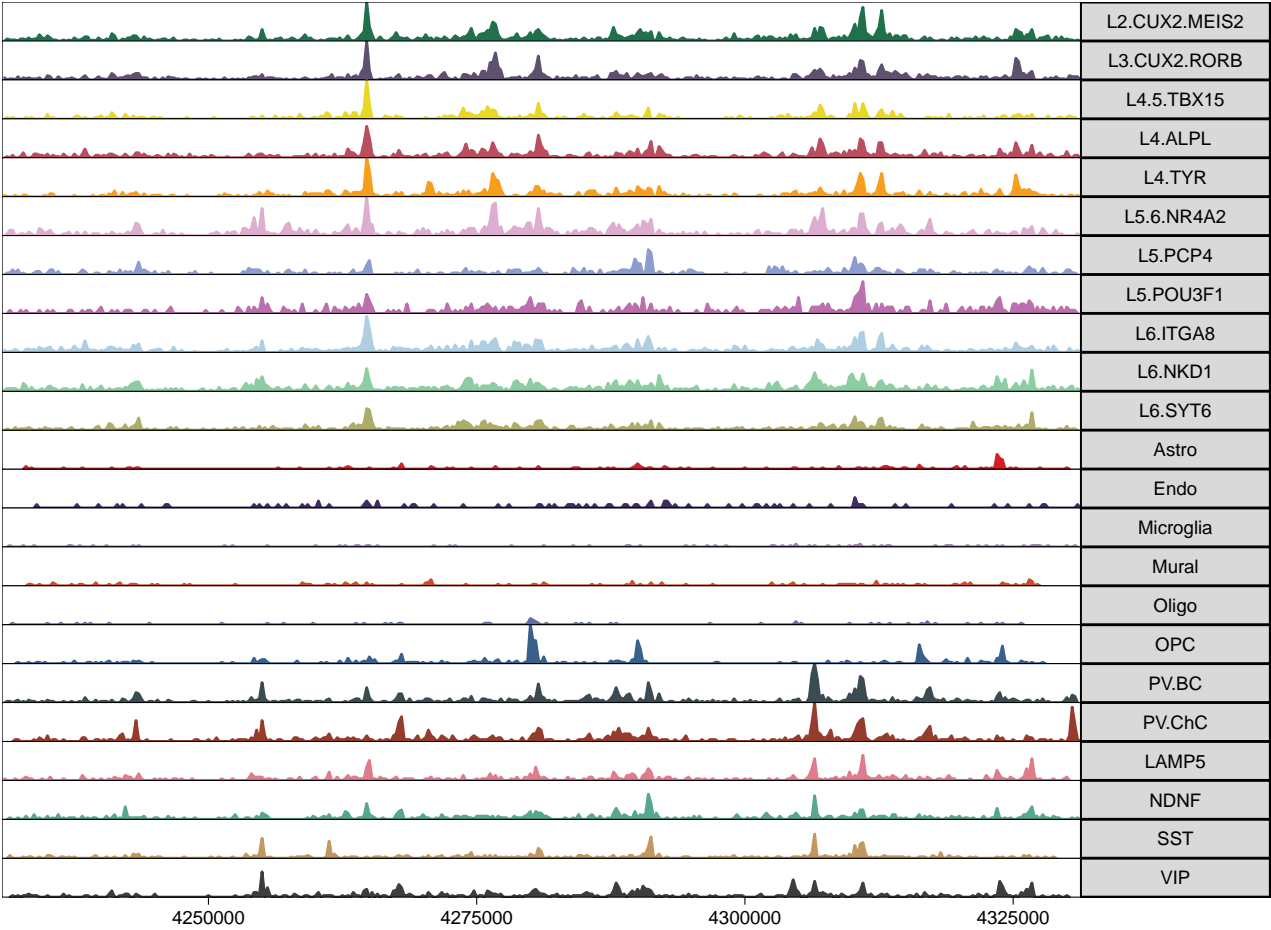 L2.CUX2.MEIS2
L3.CUX2.RORB
L4.5.TBX15
L4.ALPL
L4.TYR
L5.6.NR4A2
L5.PCP4
L5.POU3F1
L6.ITGA8
L6.NKD1
L6.SYT6
Astro
Endo
Microglia
Mural
Oligo
OPC
PV.BC
PV.ChC
LAMP5
NDNF
SST
VIP
4250000 4275000 4300000 4325000